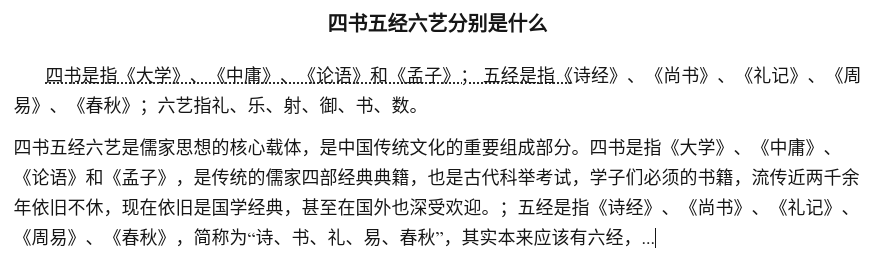 四书五经六艺分别是什么
四书是指《大学》、《中庸》、《论语》和《孟子》；五经是指《诗经》、《尚书》、《礼记》、《周
易》、《春秋》；六艺指礼、乐、射、御、书、数。
四书五经六艺是儒家思想的核心载体，是中国传统文化的重要组成部分。四书是指《大学》、《中庸》、
《论语》和《孟子》，是传统的儒家四部经典典籍，也是古代科举考试，学子们必须的书籍，流传近两千余
年依旧不休，现在依旧是国学经典，甚至在国外也深受欢迎。；五经是指《诗经》、《尚书》、《礼记》、
《周易》、《春秋》，简称为“诗、书、礼、易、春秋”，其实本来应该有六经，...